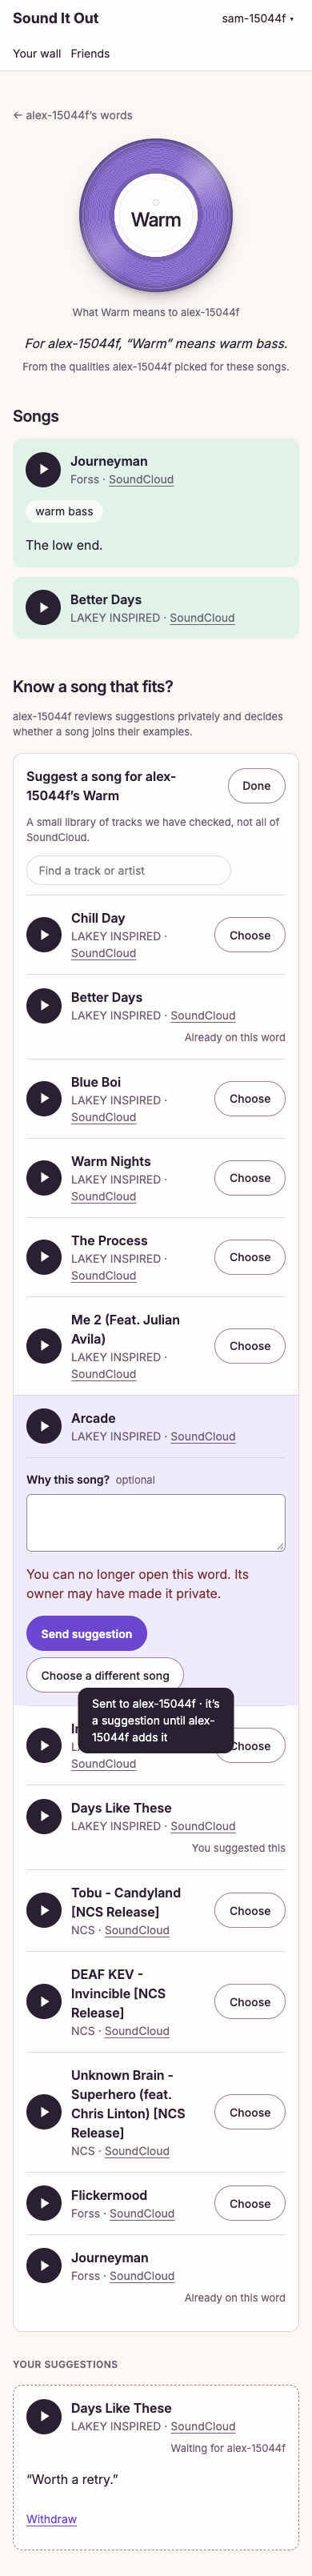 Sound It Out
sam-15044f ▾
Your wall Friends
← alex-15044f’s words
Warm
What Warm means to alex-15044f
For alex-15044f, “Warm” means warm bass.
From the qualities alex-15044f picked for these songs.
Songs
Journeyman
Forss · SoundCloud
warm bass
The low end.
Better Days
LAKEY INSPIRED · SoundCloud
Know a song that fits?
alex-15044f reviews suggestions privately and decides
whether a song joins their examples.
Suggest a song for alex-
15044f’s Warm
Done
A small library of tracks we have checked, not all of
SoundCloud.
Find a track or artist
Chill Day
LAKEY INSPIRED ·
SoundCloud
Choose
Better Days
LAKEY INSPIRED · SoundCloud
Already on this word
Blue Boi
LAKEY INSPIRED ·
SoundCloud
Choose
Warm Nights
LAKEY INSPIRED ·
SoundCloud
Choose
The Process
LAKEY INSPIRED ·
SoundCloud
Choose
Me 2 (Feat. Julian
Avila)
LAKEY INSPIRED ·
SoundCloud
Choose
Arcade
LAKEY INSPIRED · SoundCloud
Why this song? optional
You can no longer open this word. Its
owner may have made it private.
Send suggestion
Choose a different song
Sent to alex-15044f · it’s
a suggestion until alex-
15044f adds it
SoundCloud
Choose
Days Like These
LAKEY INSPIRED · SoundCloud
You suggested this
Tobu - Candyland
[NCS Release]
NCS · SoundCloud
Choose
DEAF KEV -
Invincible [NCS
Release]
NCS · SoundCloud
Choose
Unknown Brain -
Superhero (feat.
Chris Linton) [NCS
Release]
NCS · SoundCloud
Choose
Flickermood
Forss · SoundCloud
Choose
Journeyman
Forss · SoundCloud
Already on this word
YOUR SUGGESTIONS
Days Like These
LAKEY INSPIRED · SoundCloud
Waiting for alex-15044f
“Worth a retry.”
Withdraw